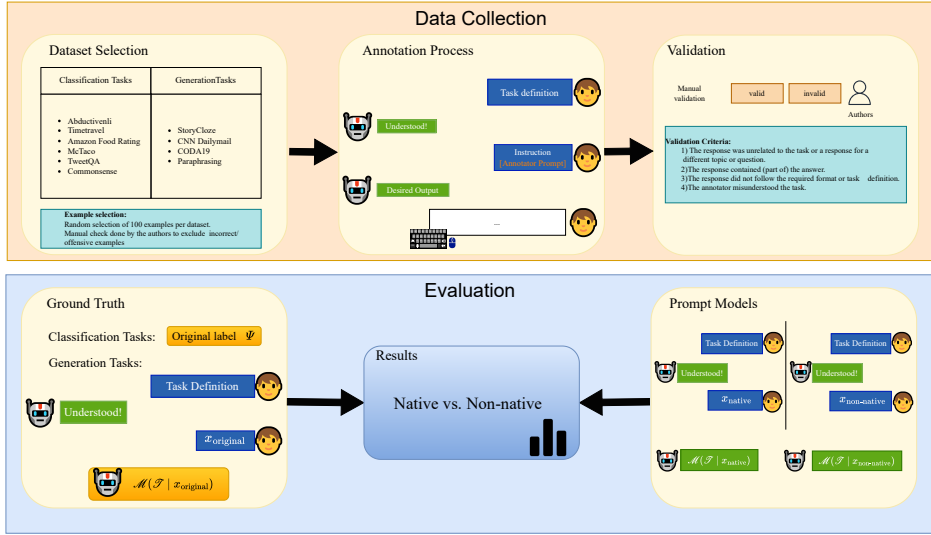 Data Collection
Dataset Selection
Classification Tasks
GenerationTasks
Abductivenli
Timetravel
Amazon Food Rating
McTaco
TweetQA
Commonsense
StoryCloze
CNN Dailymail
CODA19
Paraphrasing
Example selection:
Random selection of 100 examples per dataset.
Manual check done by the authors to exclude incorrect/
offensive examples
Annotation Process
Task definition
Understood!
Instruction
[Annotator Prompt]
Desired Output
...
Validation
Manual
validation
valid
invalid
Authors
Validation Criteria:
1) The response was unrelated to the task or a response for a
different topic or question.
2)The response contained (part of) the answer.
3)The response did not follow the required format or task definition.
4)The annotator misunderstood the task.
Evaluation
Ground Truth
Classification Tasks:
Original label Ψ
Generation Tasks:
Task Definition
Understood!
x original
ℳ(𝒯 | x original)
Results
Native vs. Non-native
Prompt Models
Task Definition
Understood!
x native
ℳ(𝒯 | x native)
Task Definition
Understood!
x non-native
ℳ(𝒯 | x non-native)